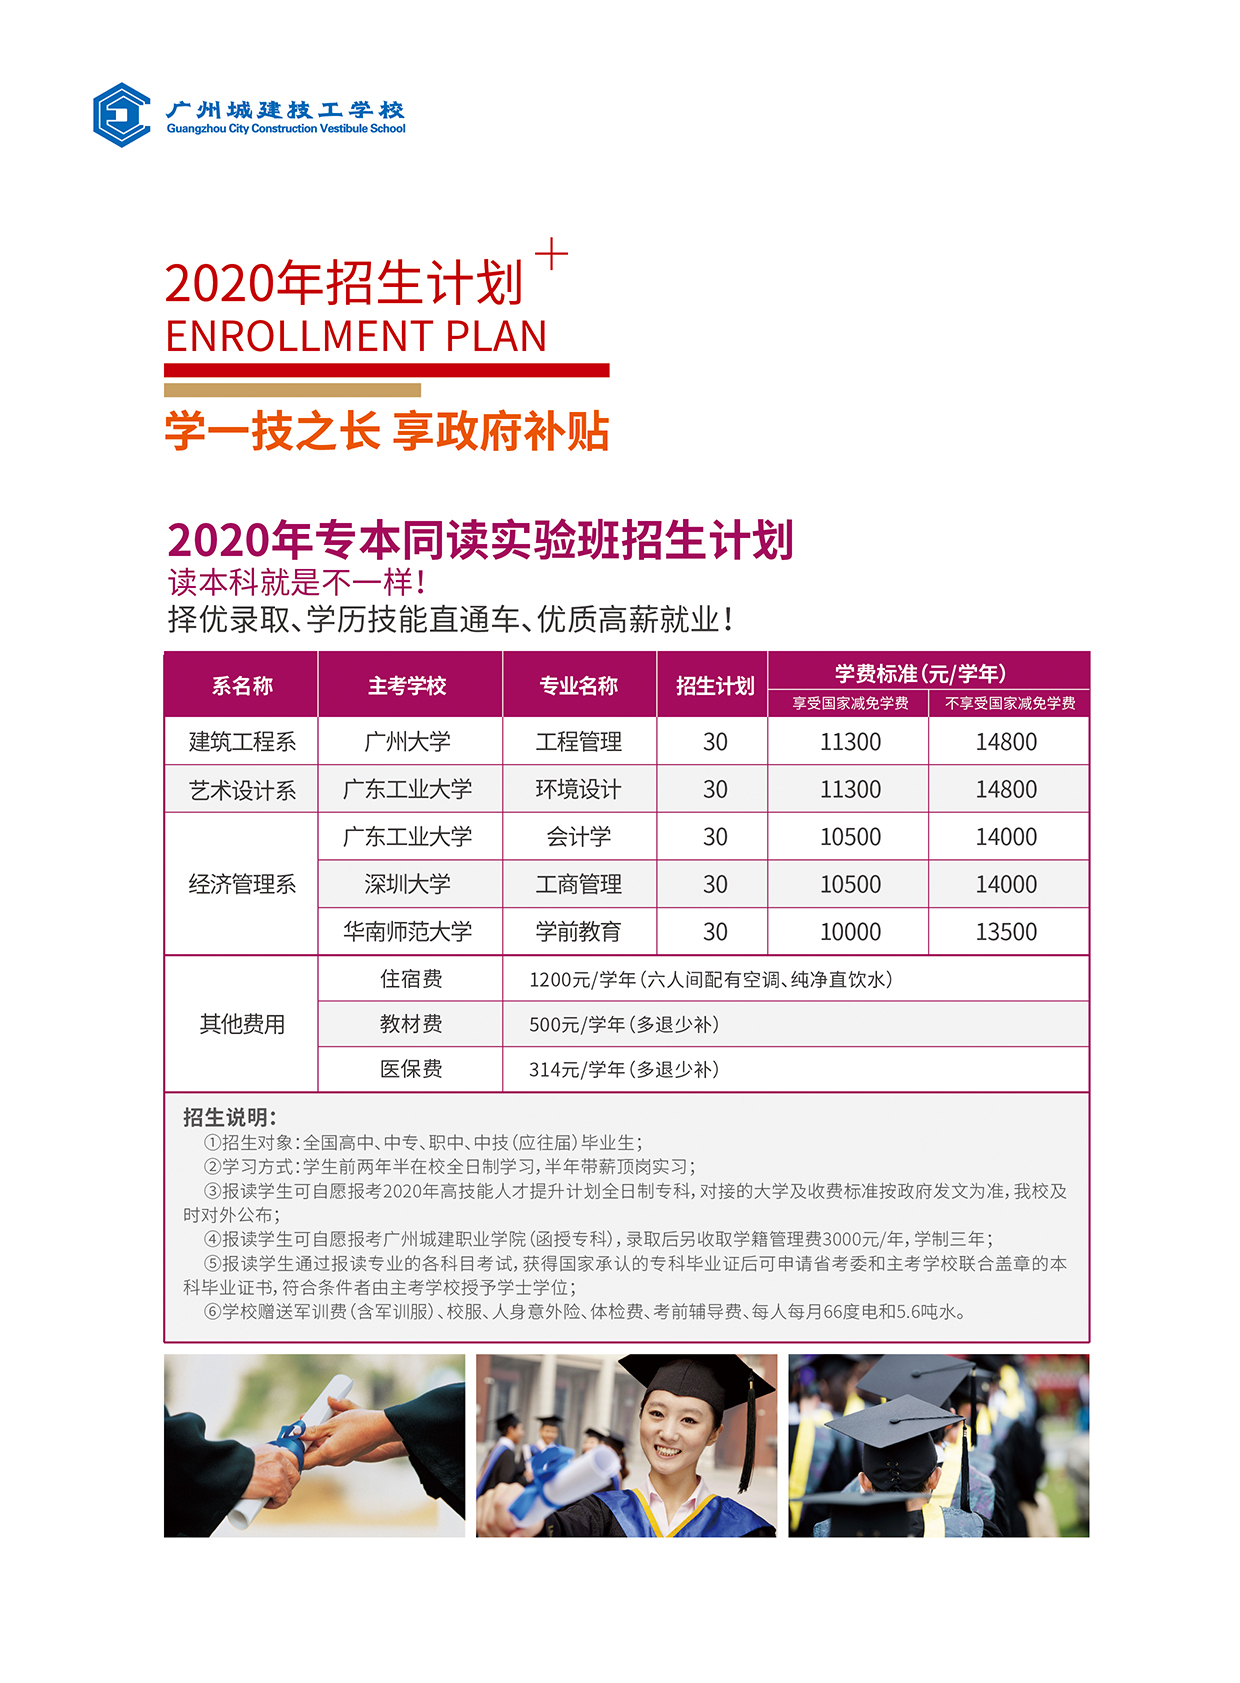 广州城建技工学校
Guangzhou City Construction Vestibule School
2020年招生计划
ENROLLMENT PLAN
学一技之长 享政府补贴
2020年专本同读实验班招生计划
读本科就是不一样！
择优录取、学历技能直通车、优质高薪就业！
系名称 主考学校 专业名称 招生计划 学费标准（元/学年）
享受国家减免学费 不享受国家减免学费
建筑工程系 广州大学 工程管理 30 11300 14800
艺术设计系 广东工业大学 环境设计 30 11300 14800
广东工业大学 会计学 30 10500 14000
经济管理系 深圳大学 工商管理 30 10500 14000
华南师范大学 学前教育 30 10000 13500
住宿费 1200元/学年（六人间配有空调、纯净直饮水）
其他费用 教材费 500元/学年（多退少补）
医保费 314元/学年（多退少补）
招生说明：
①招生对象：全国高中、中专、职中、中技（应往届）毕业生；
②学习方式：学生前两年半在校全日制学习，半年带薪顶岗实习；
③报读学生可自愿报考2020年高技能人才提升计划全日制专科，对接的大学及收费标准按政府发文为准，我校及
时对外公布；
④报读学生可自愿报考广州城建职业学院（函授专科），录取后另收取学籍管理费3000元/年，学制三年；
⑤报读学生通过报读专业的各科目考试，获得国家承认的专科毕业证后可申请省考委和主考学校联合盖章的本
科毕业证书，符合条件者由主考学校授予学士学位；
⑥学校赠送军训费（含军训服）、校服、人身意外险、体检费、考前辅导费、每人每月66度电和5.6吨水。